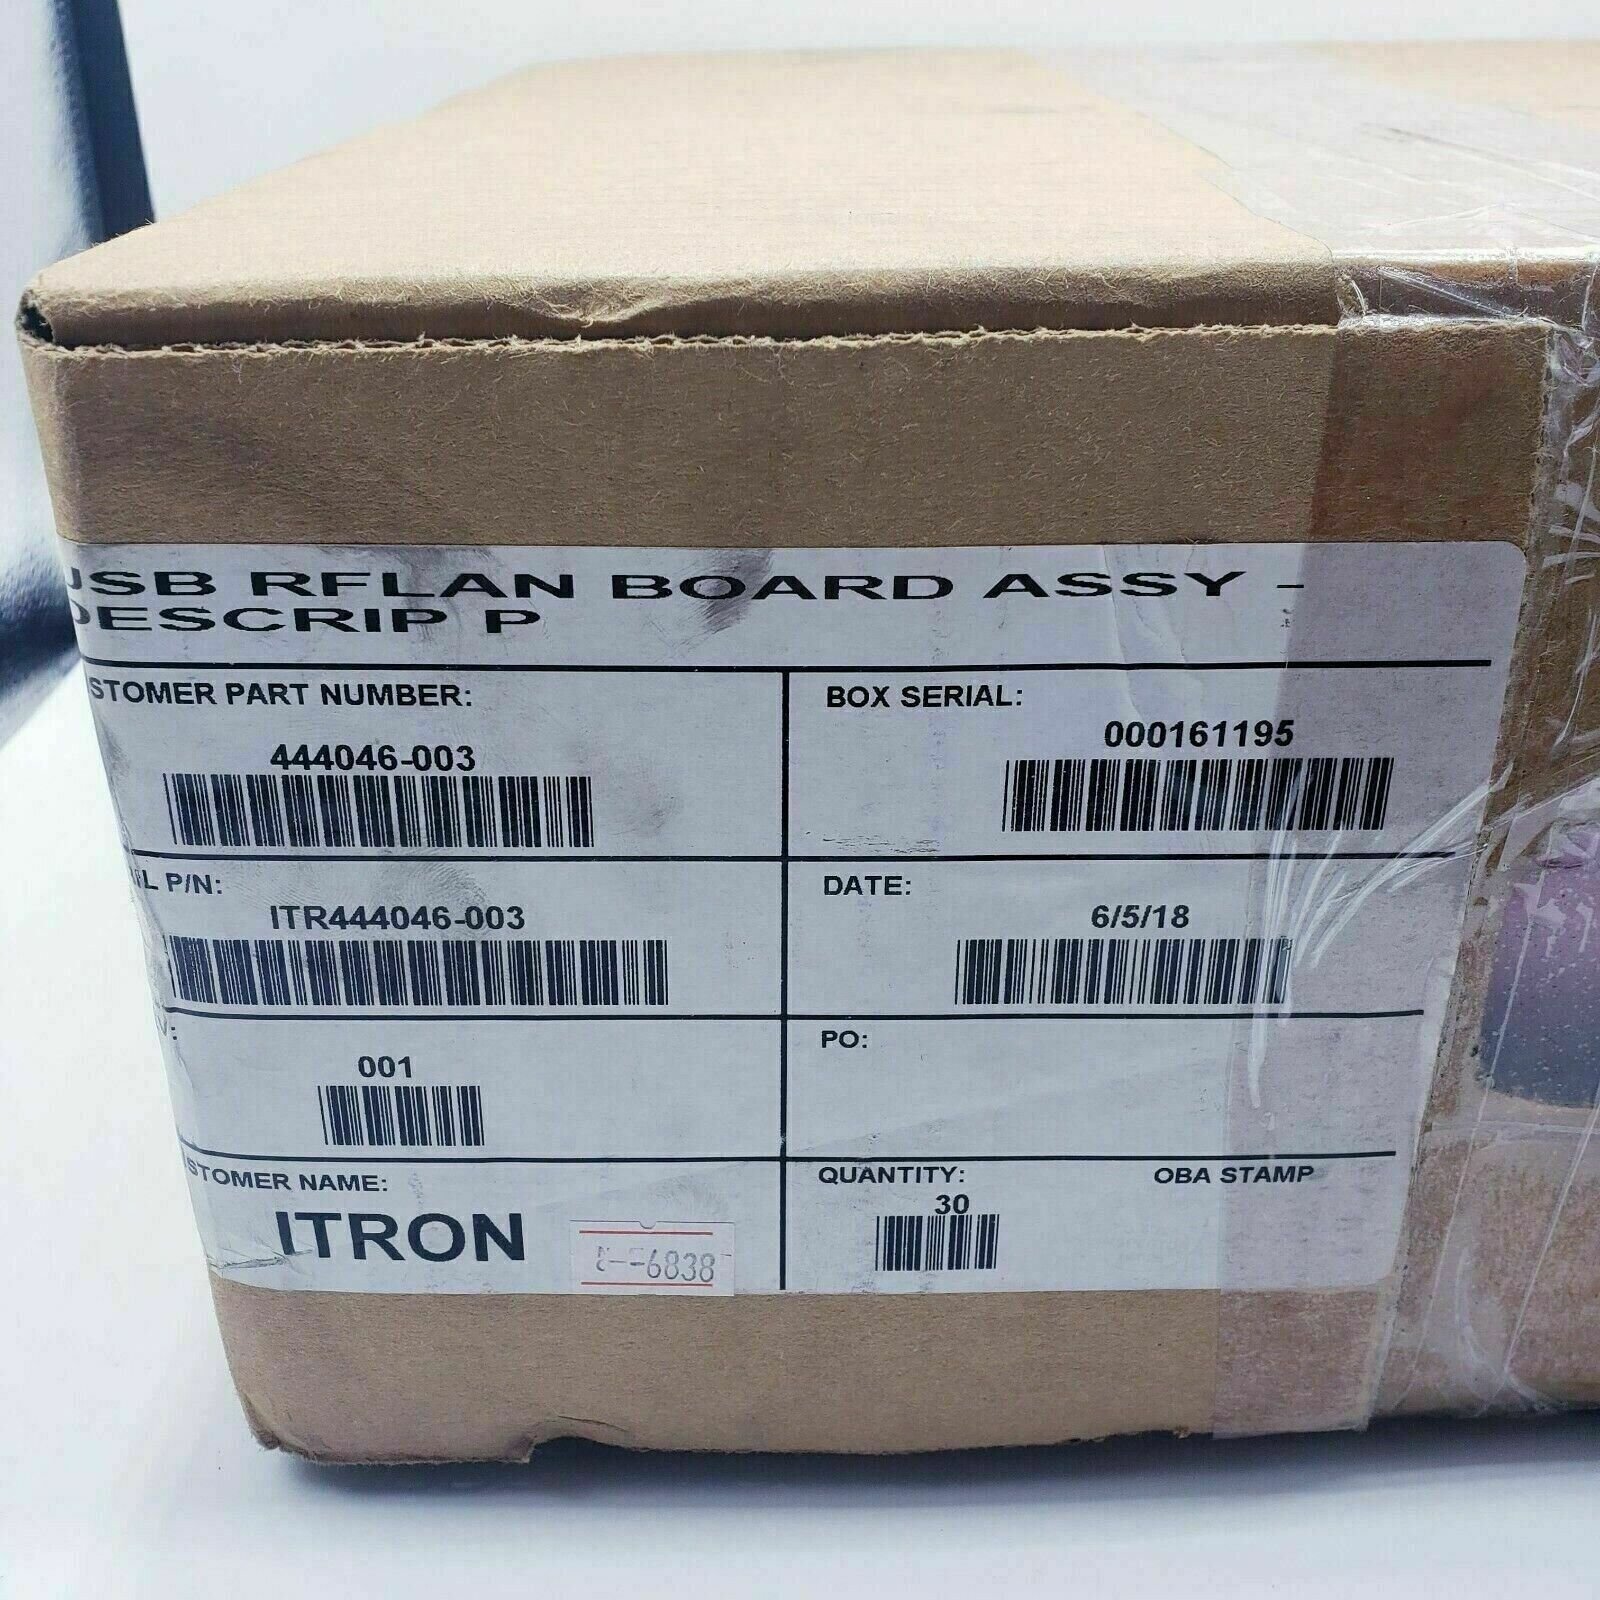 USB RFLAN BOARD ASSY -
DESCRIP P
STOMER PART NUMBER:
444046-003
BOX SERIAL:
000161195
P/N:
ITR444046-003
DATE:
6/5/18
001
PO:
STOMER NAME:
ITRON
QUANTITY:
30
OBA STAMP
6838